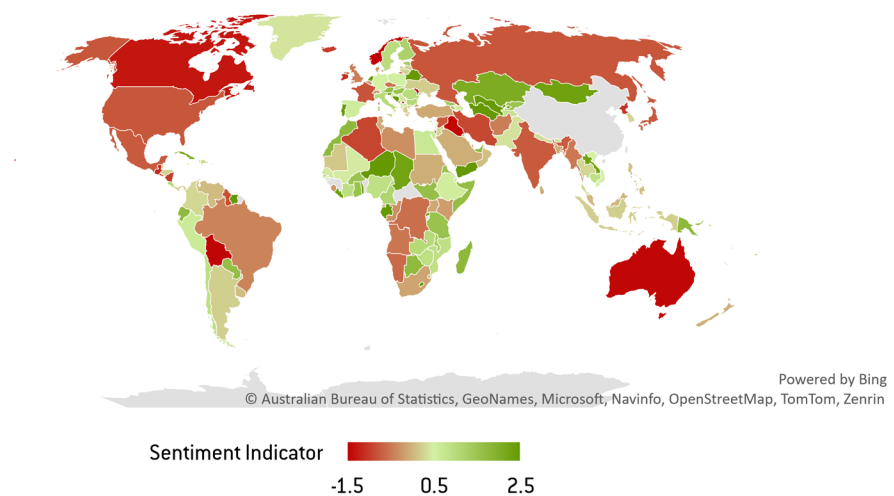 Powered by Bing
© Australian Bureau of Statistics, GeoNames, Microsoft, Navinfo, OpenStreetMap, TomTom, Zenrin
Sentiment Indicator
-1.5 0.5 2.5